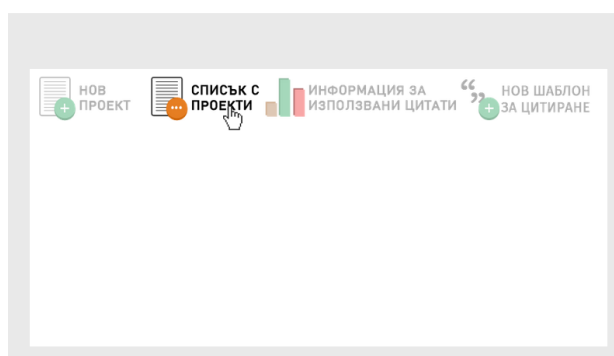 НОВ
ПРОЕКТ
СПИСЪК С
ПРОЕКТИ
ИНФОРМАЦИЯ ЗА
ИЗПОЛЗВАНИ ЦИТАТИ
НОВ ШАБЛОН
ЗА ЦИТИРАНЕ